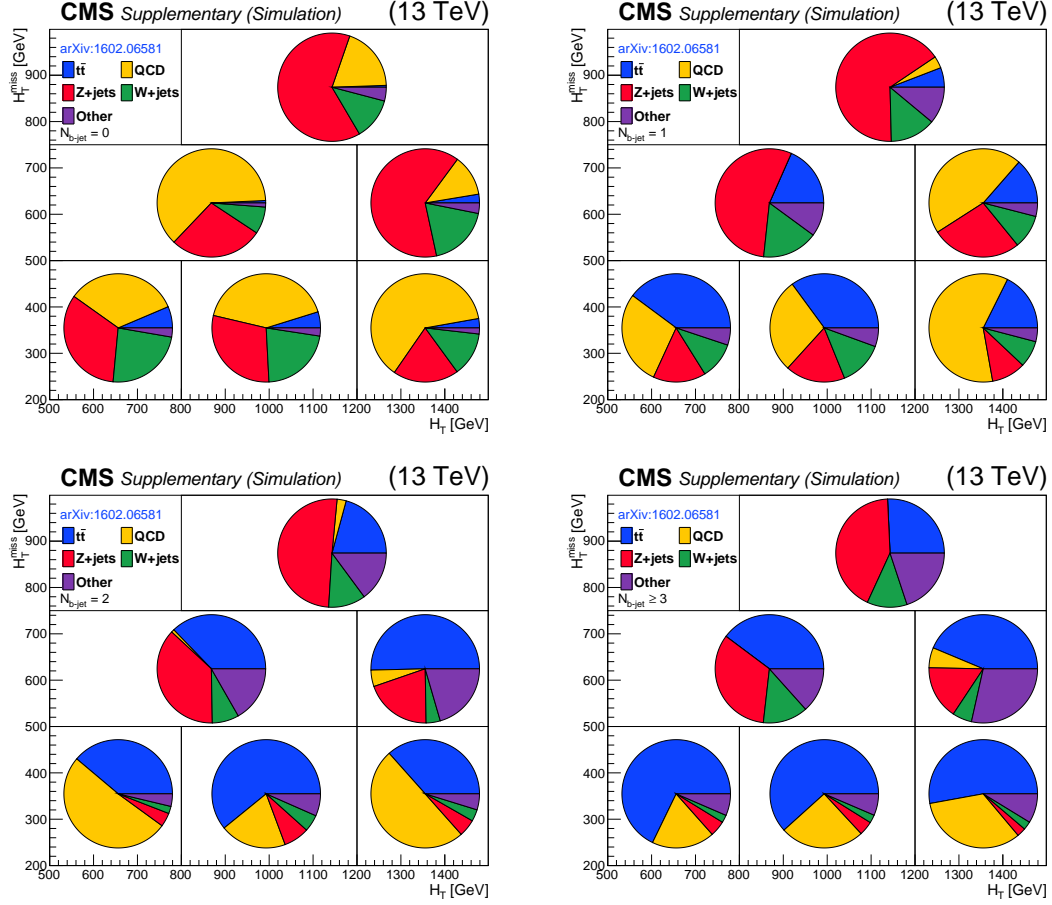 CMS Supplementary (Simulation) (13 TeV)
H_T^miss [GeV]
arXiv:1602.06581
tt̄ QCD
Z+jets W+jets
Other
N_b-jet = 0
900
800
700
600
500
400
300
200
500 600 700 800 900 1000 1100 1200 1300 1400
H_T [GeV]
CMS Supplementary (Simulation) (13 TeV)
H_T^miss [GeV]
arXiv:1602.06581
tt̄ QCD
Z+jets W+jets
Other
N_b-jet = 1
900
800
700
600
500
400
300
200
500 600 700 800 900 1000 1100 1200 1300 1400
H_T [GeV]
CMS Supplementary (Simulation) (13 TeV)
H_T^miss [GeV]
arXiv:1602.06581
tt̄ QCD
Z+jets W+jets
Other
N_b-jet = 2
900
800
700
600
500
400
300
200
500 600 700 800 900 1000 1100 1200 1300 1400
H_T [GeV]
CMS Supplementary (Simulation) (13 TeV)
H_T^miss [GeV]
arXiv:1602.06581
tt̄ QCD
Z+jets W+jets
Other
N_b-jet ≥ 3
900
800
700
600
500
400
300
200
500 600 700 800 900 1000 1100 1200 1300 1400
H_T [GeV]